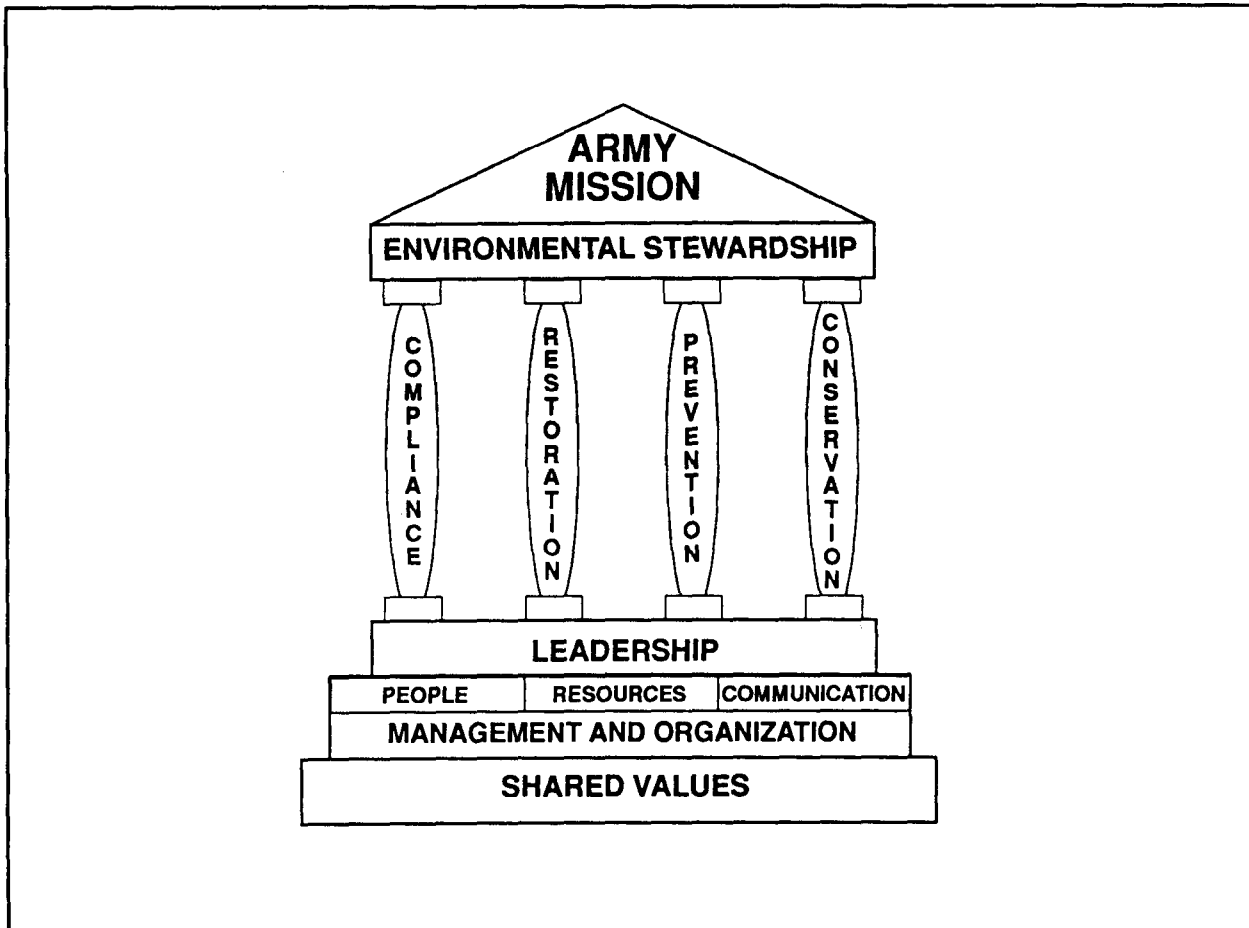 ARMY
MISSION
ENVIRONMENTAL STEWARDSHIP
COMPLIANCE
RESTORATION
PREVENTION
CONSERVATION
LEADERSHIP
PEOPLE
RESOURCES
COMMUNICATION
MANAGEMENT AND ORGANIZATION
SHARED VALUES